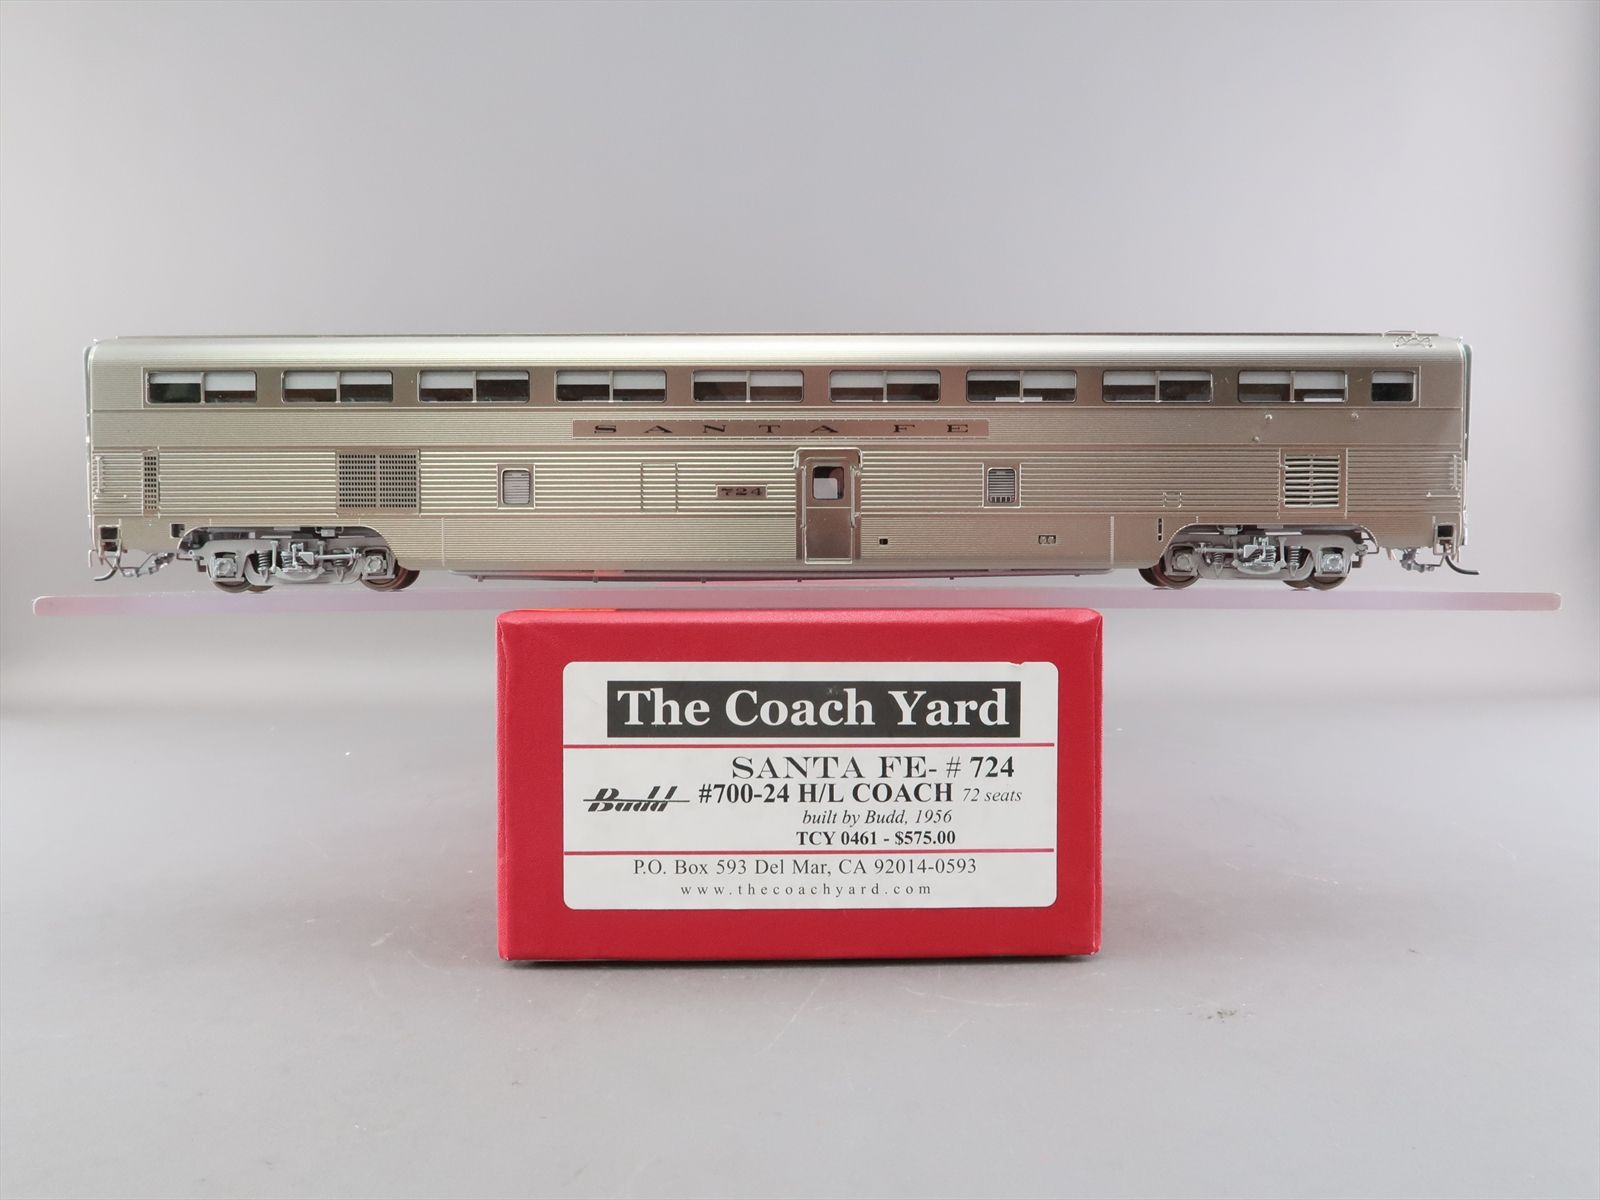 SANTA FE
724
The Coach Yard
SANTA FE- # 724
Budd #700-24 H/L COACH 72 seats
built by Budd, 1956
TCY 0461 - $575.00
P.O. Box 593 Del Mar, CA 92014-0593
www.thecoachyard.com